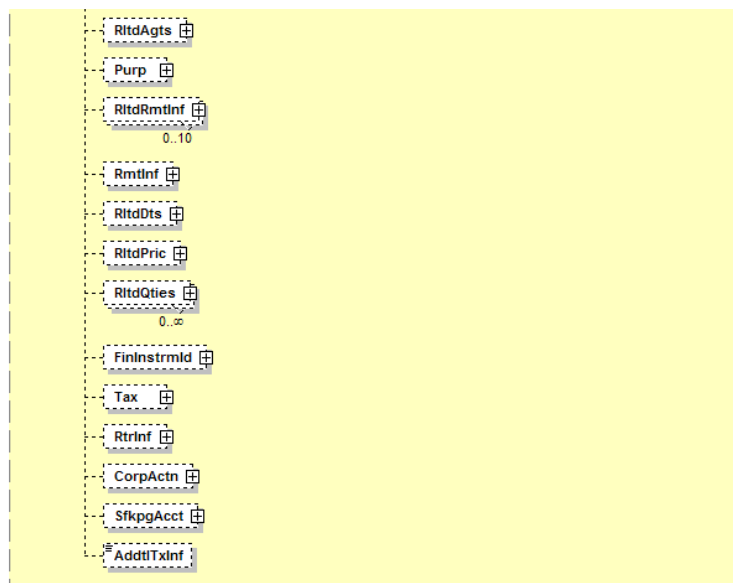 RltdAgts
Purp
RltdRmtInf
0..10
RmtInf
RltdDts
RltdPric
RltdQties
0..∞
FinInstrmId
Tax
RtrInf
CorpActn
SfkpgAcct
AddtlTxInf